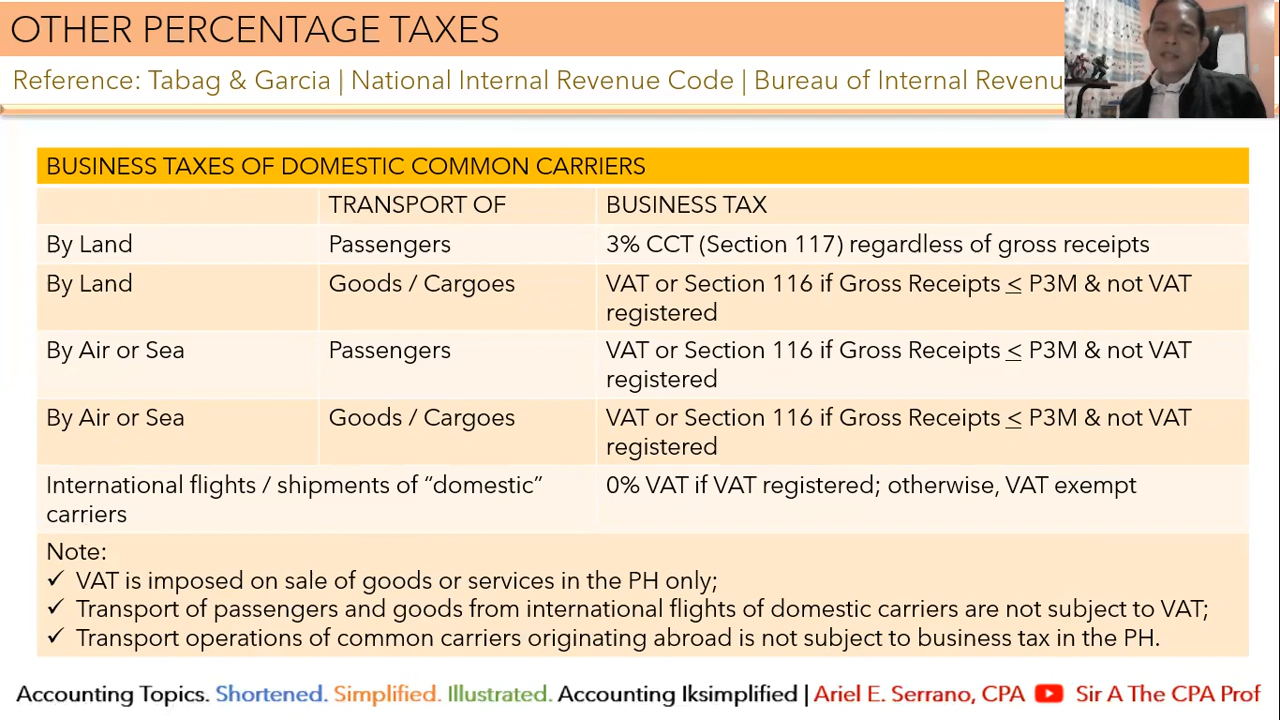 OTHER PERCENTAGE TAXES
Reference: Tabag & Garcia | National Internal Revenue Code | Bureau of Internal Revenu
BUSINESS TAXES OF DOMESTIC COMMON CARRIERS
TRANSPORT OF BUSINESS TAX
By Land Passengers 3% CCT (Section 117) regardless of gross receipts
By Land Goods / Cargoes VAT or Section 116 if Gross Receipts < P3M & not VAT
registered
By Air or Sea Passengers VAT or Section 116 if Gross Receipts < P3M & not VAT
registered
By Air or Sea Goods / Cargoes VAT or Section 116 if Gross Receipts < P3M & not VAT
registered
International flights / shipments of “domestic” 0% VAT if VAT registered; otherwise, VAT exempt
carriers
Note:
✓ VAT is imposed on sale of goods or services in the PH only;
✓ Transport of passengers and goods from international flights of domestic carriers are not subject to VAT;
✓ Transport operations of common carriers originating abroad is not subject to business tax in the PH.
Accounting Topics. Shortened. Simplified. Illustrated. Accounting Iksimplified | Ariel E. Serrano, CPA Sir A The CPA Prof